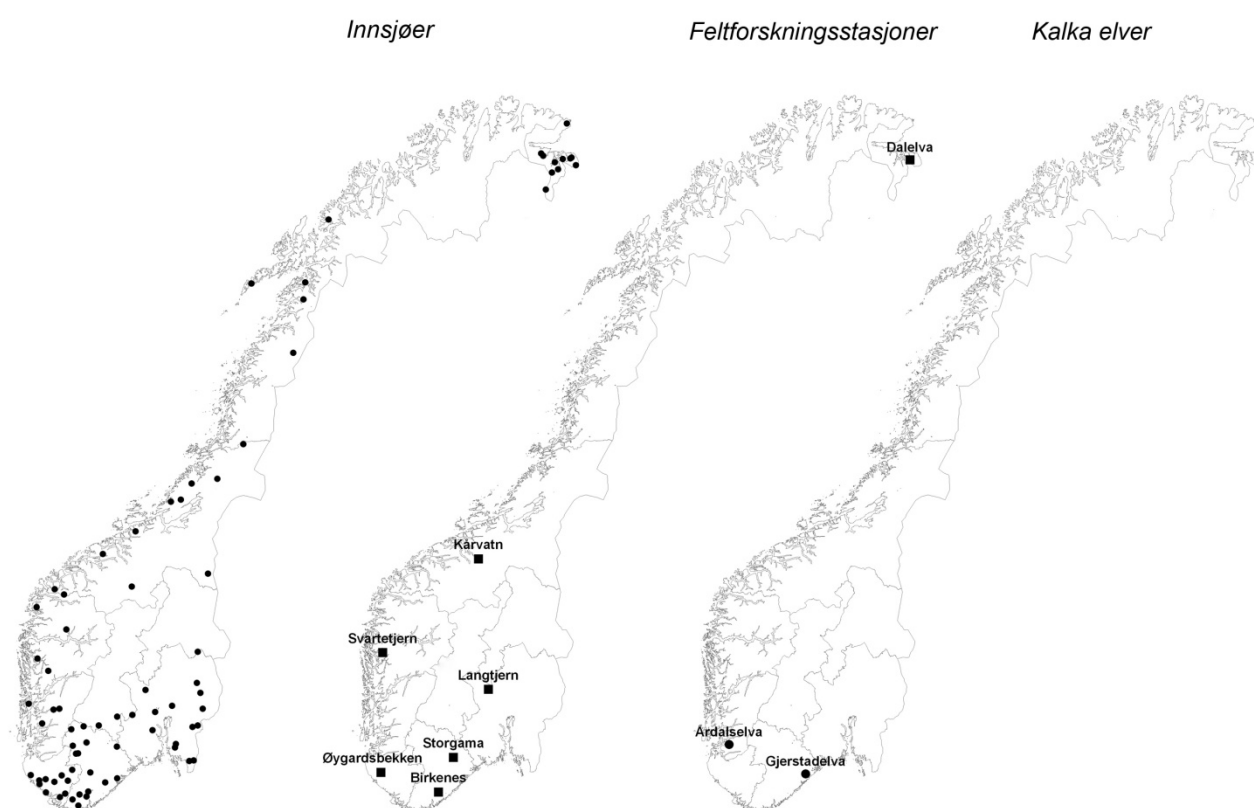 Innsjøer
Feltforskningsstasjoner
Kalka elver
Dalelva
Kårvatn
Svartetjern
Langtjern
Storgama
Øygardsbekken
Birkenes
Årdalselva
Gjerstadelva